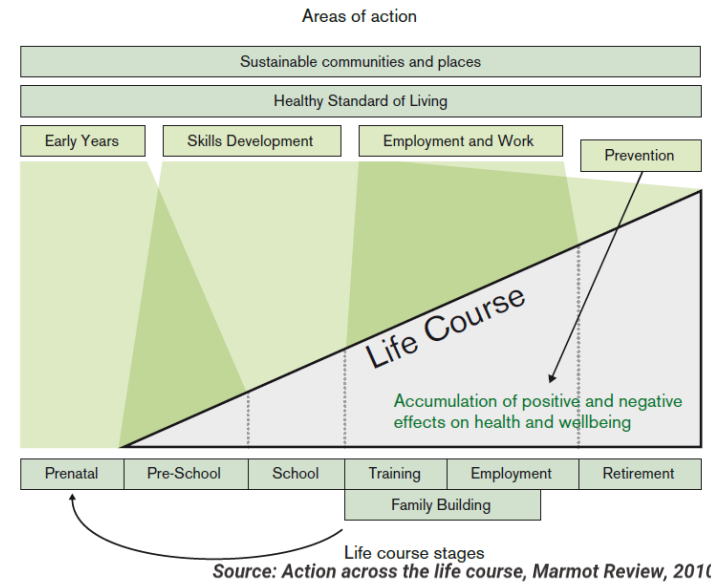 Areas of action
Sustainable communities and places
Healthy Standard of Living
Early Years
Skills Development
Employment and Work
Prevention
Life Course
Accumulation of positive and negative
effects on health and wellbeing
Prenatal
Pre-School
School
Training
Employment
Retirement
Family Building
Life course stages
Source: Action across the life course, Marmot Review, 2010